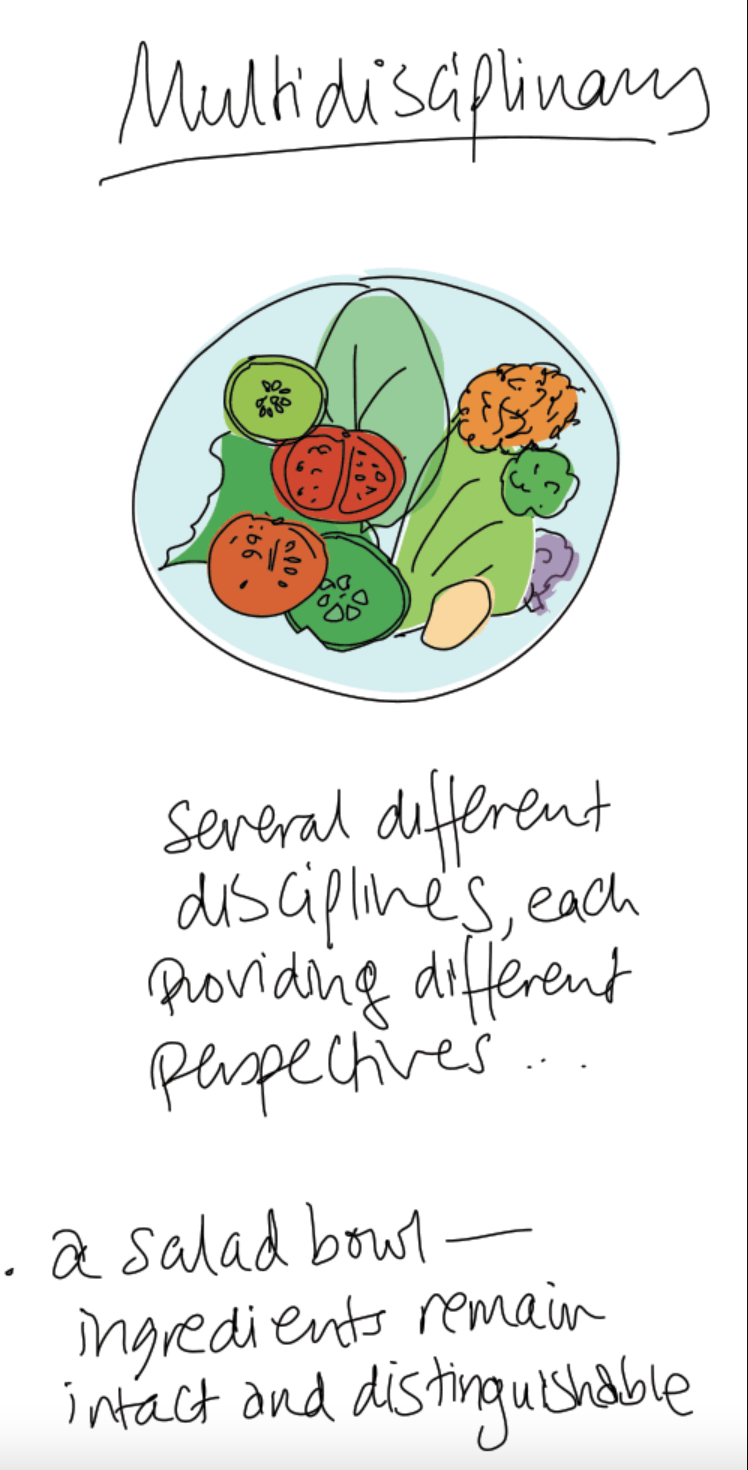 Multidisciplinary
several different
disciplines, each
providing different
perspectives ...
. a salad bowl —
ingredients remain
intact and distinguishable